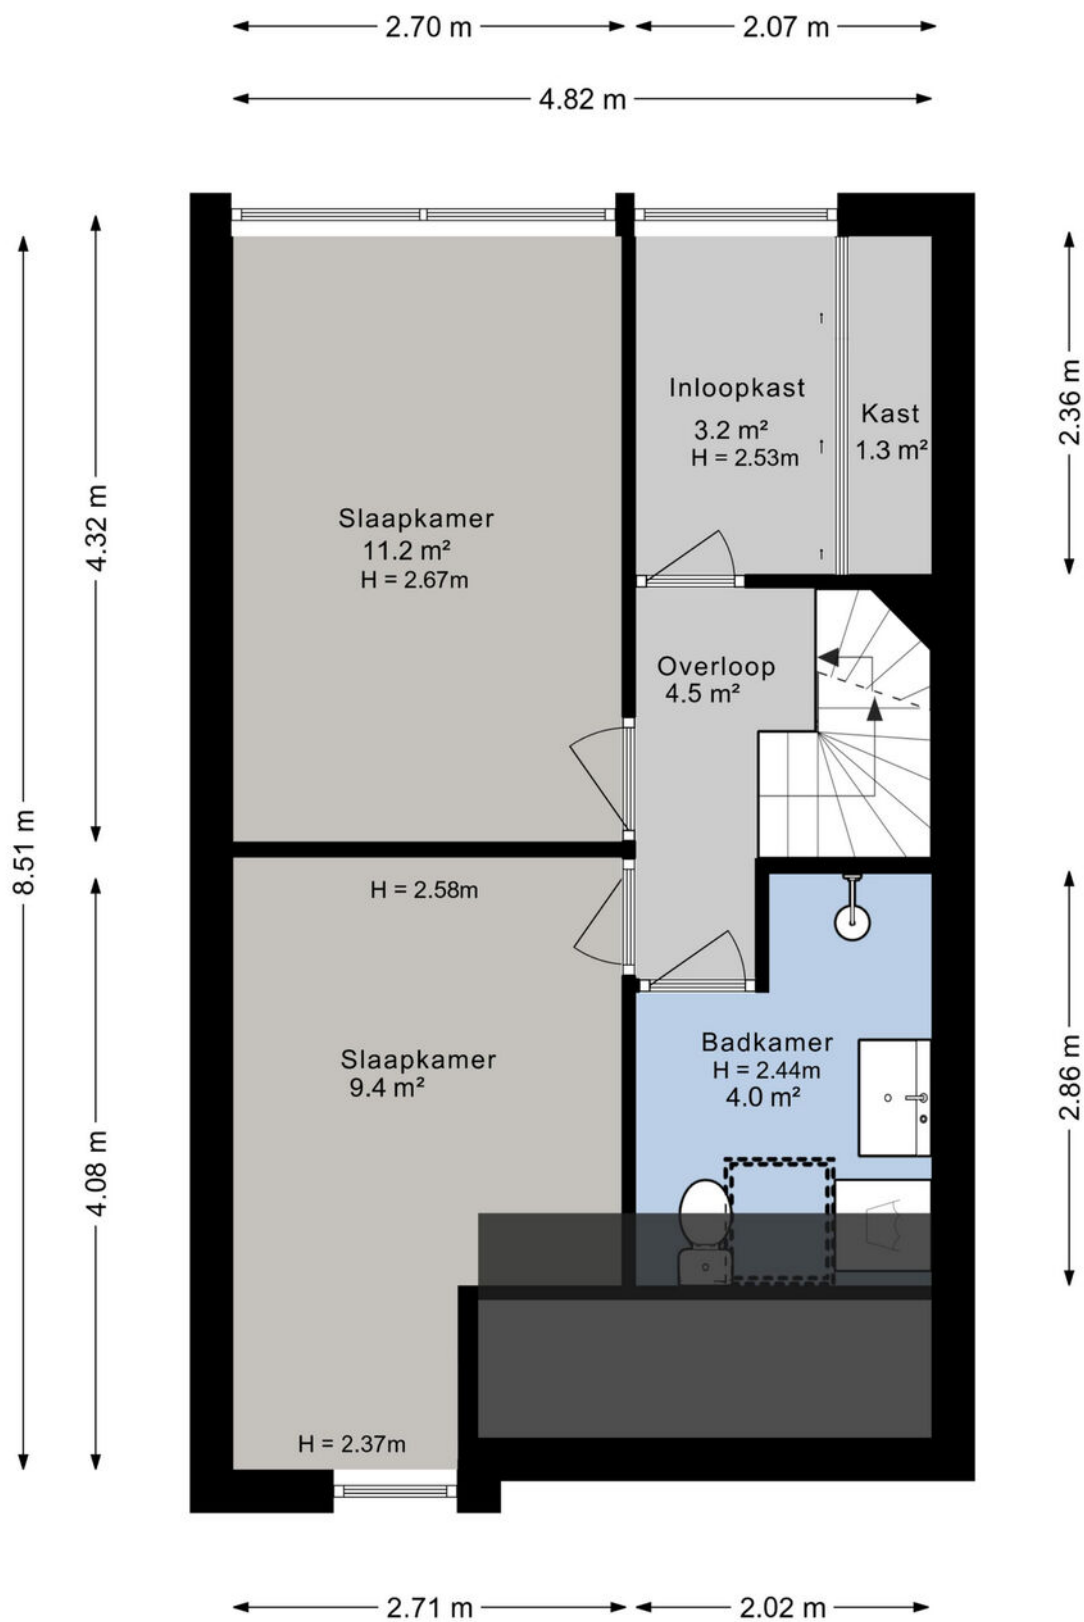 2.70 m
2.07 m
4.82 m
8.51 m
4.32 m
2.36 m
Inloopkast
3.2 m²
H = 2.53m
Kast
1.3 m²
Slaapkamer
11.2 m²
H = 2.67m
Overloop
4.5 m²
H = 2.58m
Slaapkamer
9.4 m²
Badkamer
H = 2.44m
4.0 m²
4.08 m
2.86 m
H = 2.37m
2.71 m
2.02 m